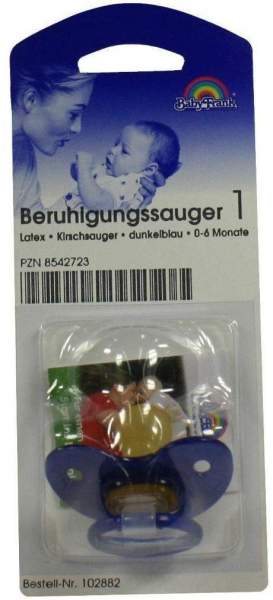 Baby-Frank
Beruhigungssauger 1
Latex • Kirschsauger • dunkelblau • 0-6 Monate
PZN 8542723
Bestell-Nr. 102882